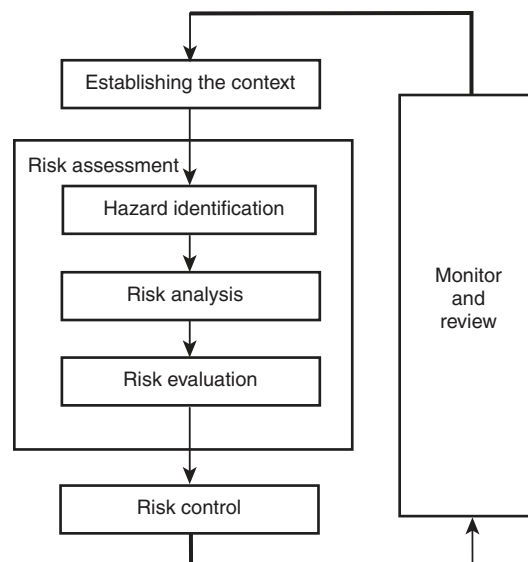 Establishing the context
Risk assessment
Hazard identification
Risk analysis
Risk evaluation
Risk control
Monitor
and
review